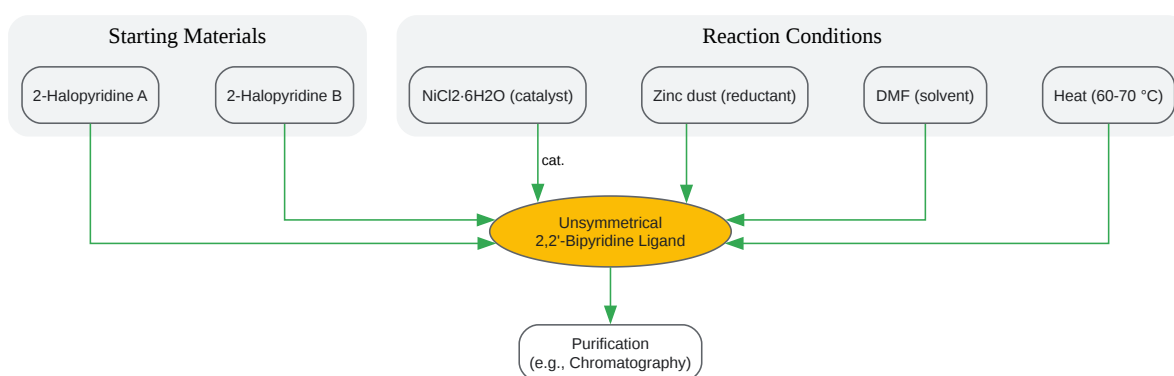 Starting Materials
Reaction Conditions
2-Halopyridine A
2-Halopyridine B
NiCl2·6H2O (catalyst)
Zinc dust (reductant)
DMF (solvent)
Heat (60-70 °C)
cat.
Unsymmetrical
2,2'-Bipyridine Ligand
Purification
(e.g., Chromatography)